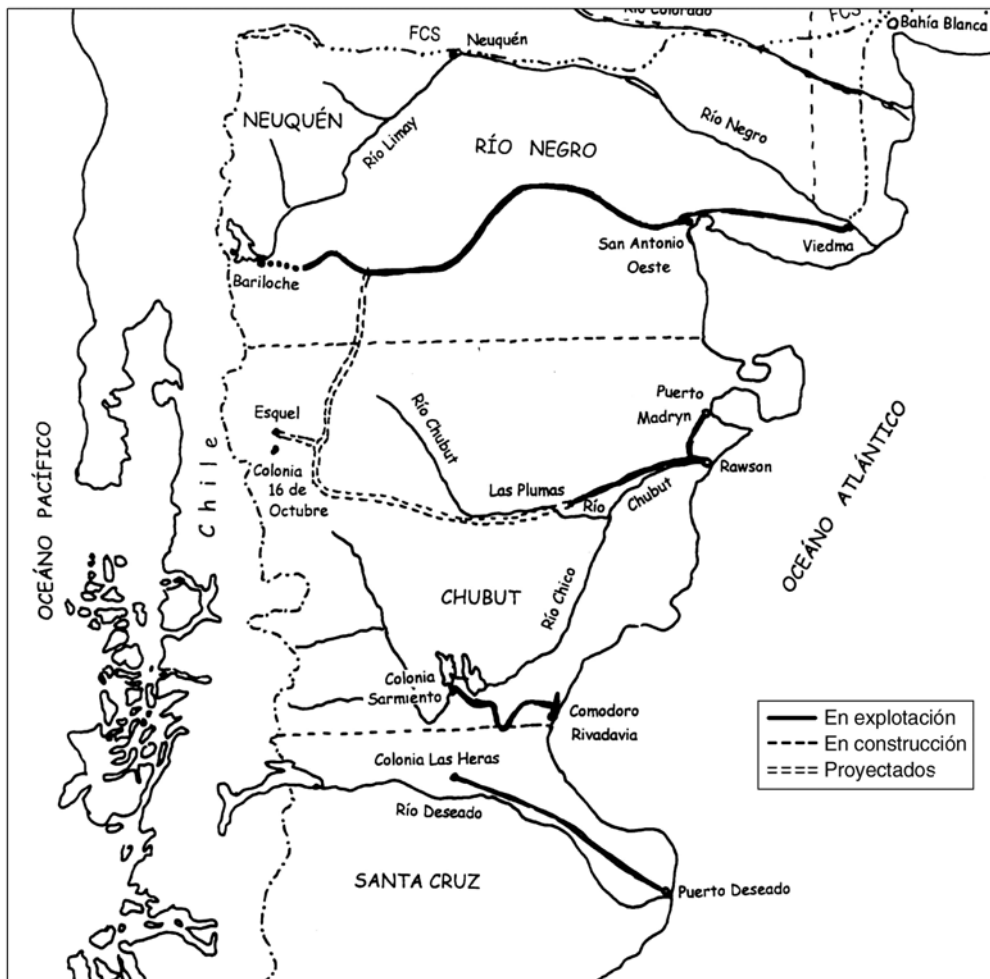 Río Colorado
FCS
Bahía Blanca
FCS
Neuquén
NEUQUÉN
Río Limay
RÍO NEGRO
Río Negro
San Antonio
Oeste
Viedma
Bariloche
Puerto
Madryn
Río Chubut
Esquel
Colonia
16 de
Octubre
Las Plumas
Río
Chubut
Rawson
OCEÁNO PACÍFICO
Chile
OCEÁNO ATLÁNTICO
CHUBUT
Río Chico
Colonia
Sarmiento
Comodoro
Rivadavia
Colonia Las Heras
Río Deseado
SANTA CRUZ
Puerto Deseado
En explotación
En construcción
Proyectados